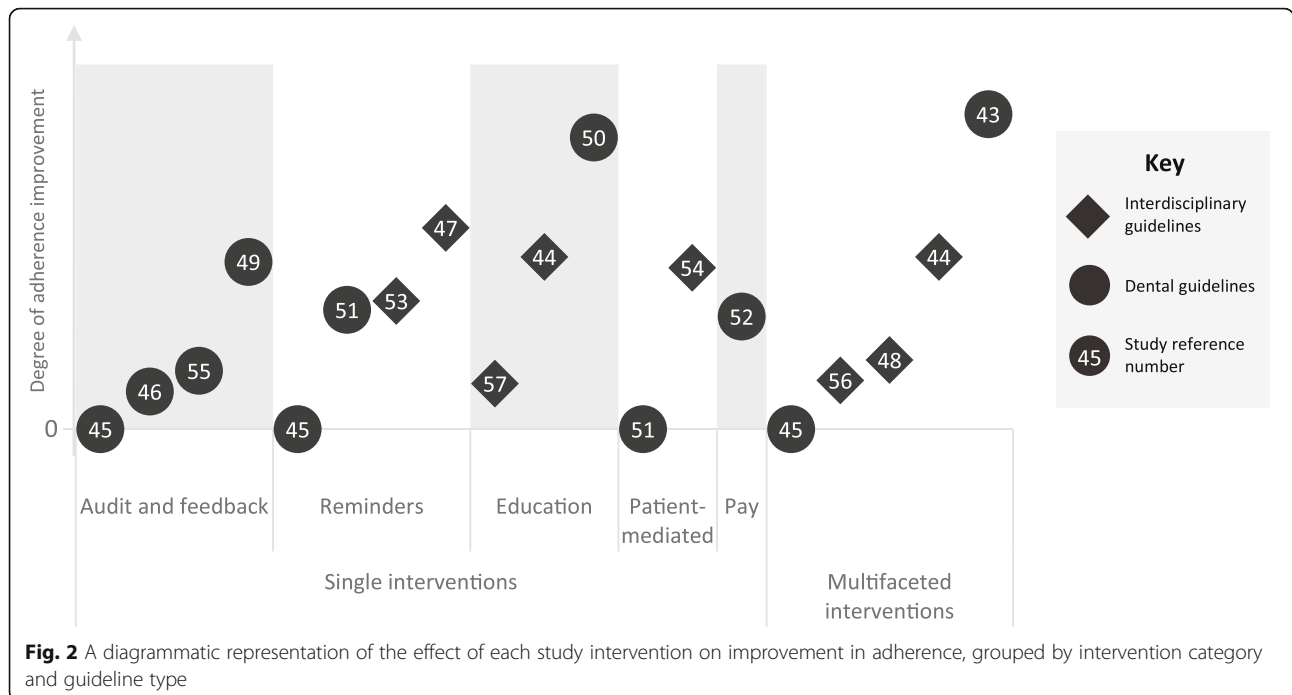 Degree of adherence improvement
0
45
46
55
49
45
51
53
47
57
44
50
51
54
52
45
56
48
44
43
Key
Interdisciplinary
guidelines
Dental guidelines
45
Study reference
number
Audit and feedback
Reminders
Education
Patient-
mediated
Pay
Single interventions
Multifaceted
interventions
Fig. 2 A diagrammatic representation of the effect of each study intervention on improvement in adherence, grouped by intervention category
and guideline type